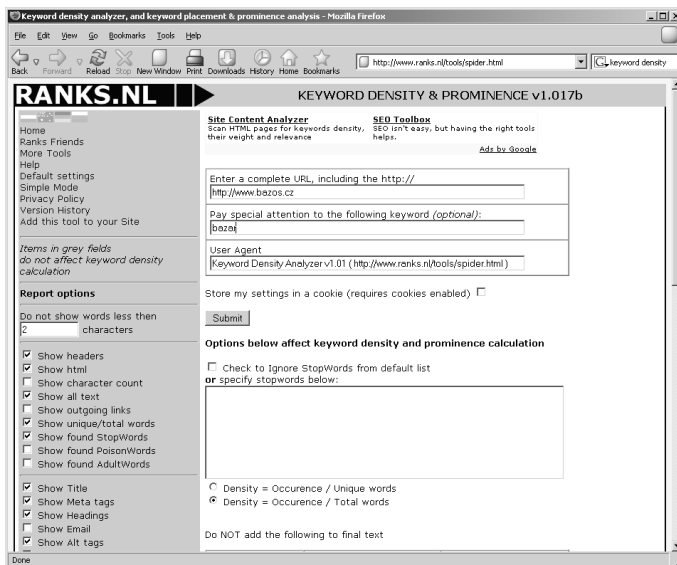 Keyword density analyzer, and keyword placement & prominence analysis - Mozilla Firefox
File Edit View Go Bookmarks Tools Help
Back Forward Reload Stop New Window Print Downloads History Home Bookmarks
http://www.ranks.nl/tools/spider.html
keyword density
RANKS.NL
KEYWORD DENSITY & PROMINENCE v1.017b
Home
Ranks Friends
More Tools
Help
Default settings
Simple Mode
Privacy Policy
Version History
Add this tool to your Site
Items in grey fields
do not affect keyword density
calculation
Report options
Do not show words less then
2 characters
Show headers
Show html
Show character count
Show all text
Show outgoing links
Show unique/total words
Show found StopWords
Show found PoisonWords
Show found AdultWords
Show Title
Show Meta tags
Show Headings
Show Email
Show Alt tags
Site Content Analyzer
Scan HTML pages for keywords density,
their weight and relevance
SEO Toolbox
SEO isn't easy, but having the right tools
helps.
Ads by Google
Enter a complete URL, including the http://
http://www.bazos.cz
Pay special attention to the following keyword (optional):
bazar
User Agent
Keyword Density Analyzer v1.01 ( http://www.ranks.nl/tools/spider.html )
Store my settings in a cookie (requires cookies enabled)
Submit
Options below affect keyword density and prominence calculation
Check to Ignore StopWords from default list
or specify stopwords below:
Density = Occurence / Unique words
Density = Occurence / Total words
Do NOT add the following to final text
Done